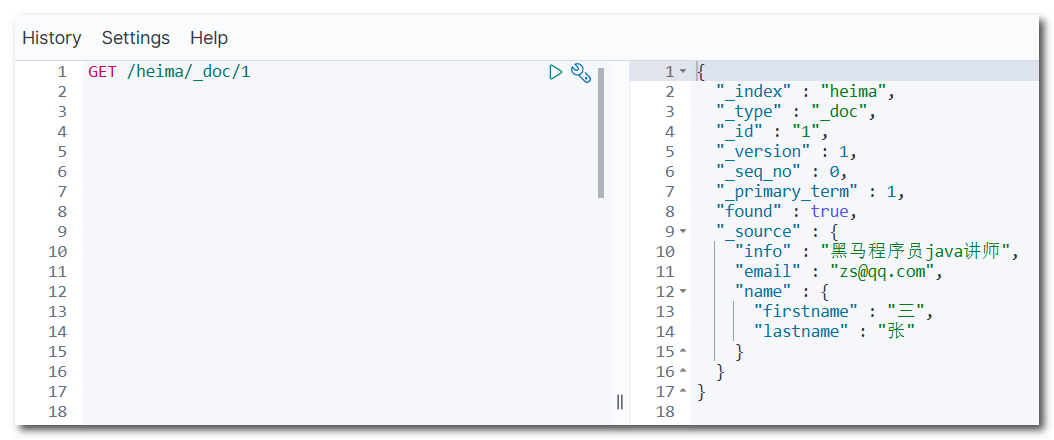 History Settings Help
1 GET /heima/_doc/1
2
3
4
5
6
7
8
9
10
11
12
13
14
15
16
17
18
1 {
2 "_index" : "heima",
3 "_type" : "_doc",
4 "_id" : "1",
5 "_version" : 1,
6 "_seq_no" : 0,
7 "_primary_term" : 1,
8 "found" : true,
9 "_source" : {
10 "info" : "黑马程序员java讲师",
11 "email" : "zs@qq.com",
12 "name" : {
13 "firstname" : "三",
14 "lastname" : "张"
15 }
16 }
17 }
18